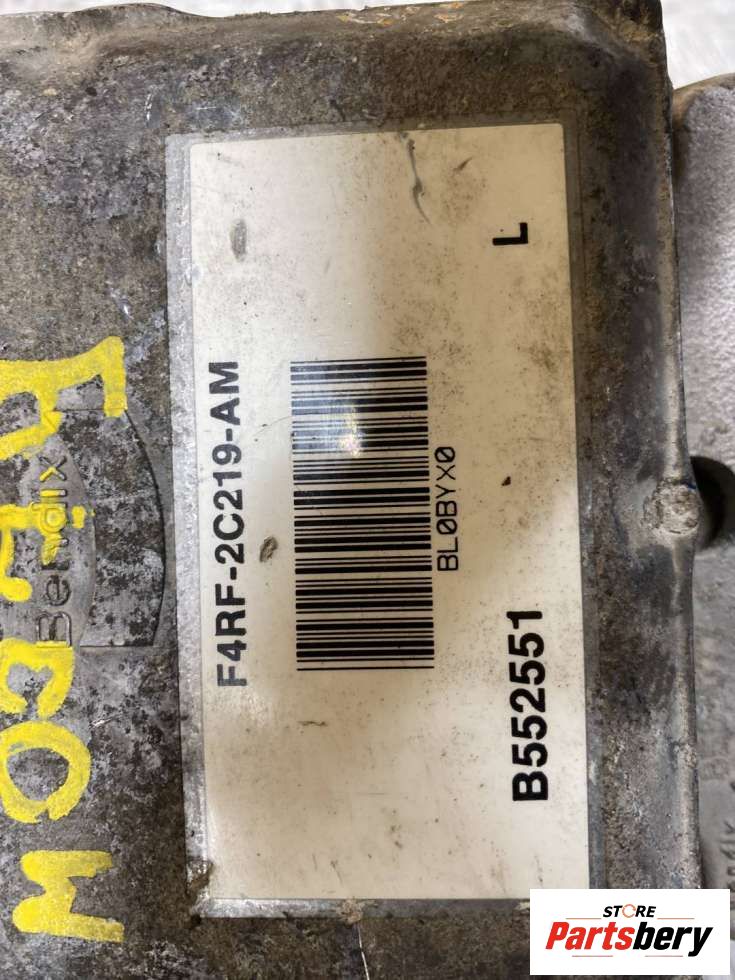 F4RF-2C219-AM
BL0BYX0
B552551
L
Bendix
STORE
Partsbery